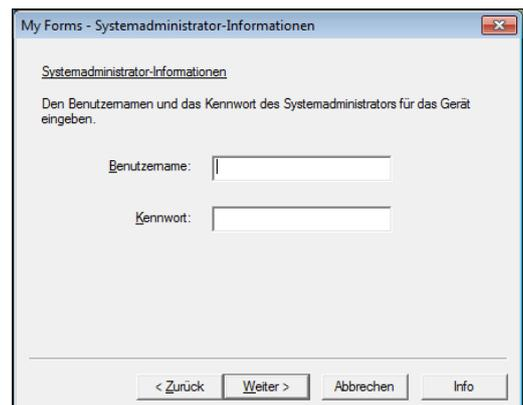 My Forms - Systemadministrator-Informationen
Systemadministrator-Informationen
Den Benutzernamen und das Kennwort des Systemadministrators für das Gerät
eingeben.
Benutzername:
Kennwort:
< Zurück Weiter > Abbrechen Info